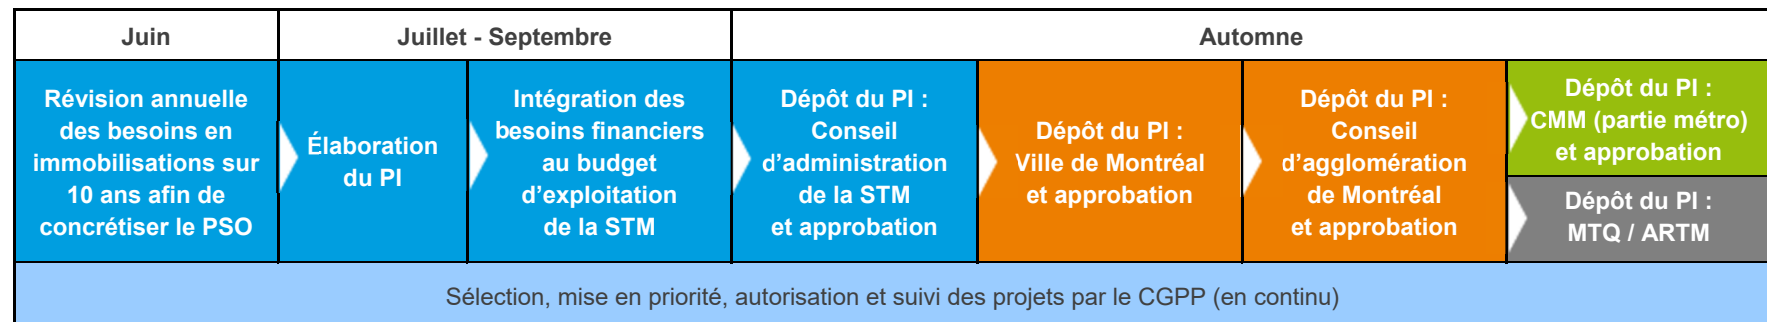 Juin
Juillet - Septembre
Automne
Révision annuelle
des besoins en
immobilisations sur
10 ans afin de
concrétiser le PSO
Élaboration
du PI
Intégration des
besoins financiers
au budget
d'exploitation
de la STM
Dépôt du PI :
Conseil
d'administration
de la STM
et approbation
Dépôt du PI :
Ville de Montréal
et approbation
Dépôt du PI :
Conseil
d'agglomération
de Montréal
et approbation
Dépôt du PI :
CMM (partie métro)
et approbation
Dépôt du PI :
MTQ / ARTM
Sélection, mise en priorité, autorisation et suivi des projets par le CGPP (en continu)